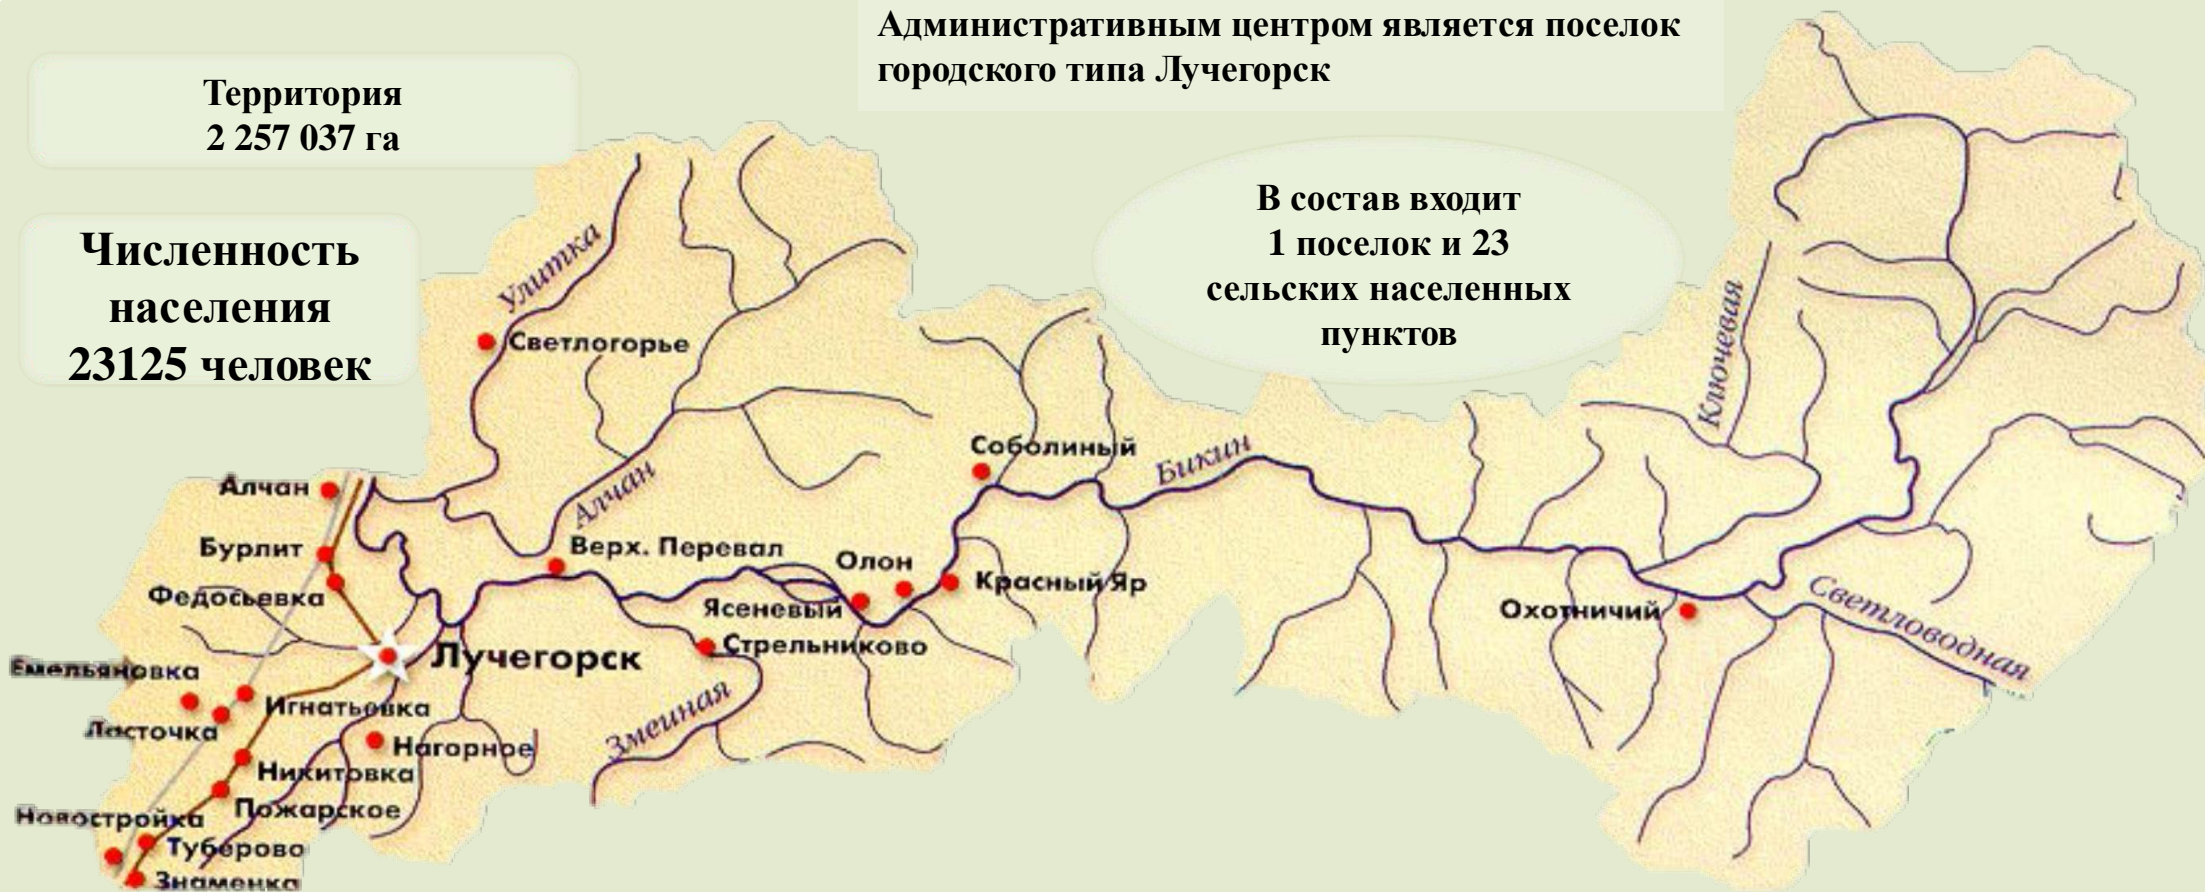 Административным центром является поселок
городского типа Лучегорск
Территория
2 257 037 га
Численность
населения
23125 человек
В состав входит
1 поселок и 23
сельских населенных
пунктов
Улитка
Светлогорье
Ключевая
Соболиный
Бикин
Алчан
Алчан
Бурлит
Верх. Перевал
Олон
Федосьевка
Ясеневый
Красный Яр
Охотничий
Светловодная
Стрельниково
Лучегорск
Емельяновка
Игнатьовка
Змеиная
Ласточка
Нагорное
Никитовка
Пожарское
Новостройка
Туберово
Знаменка